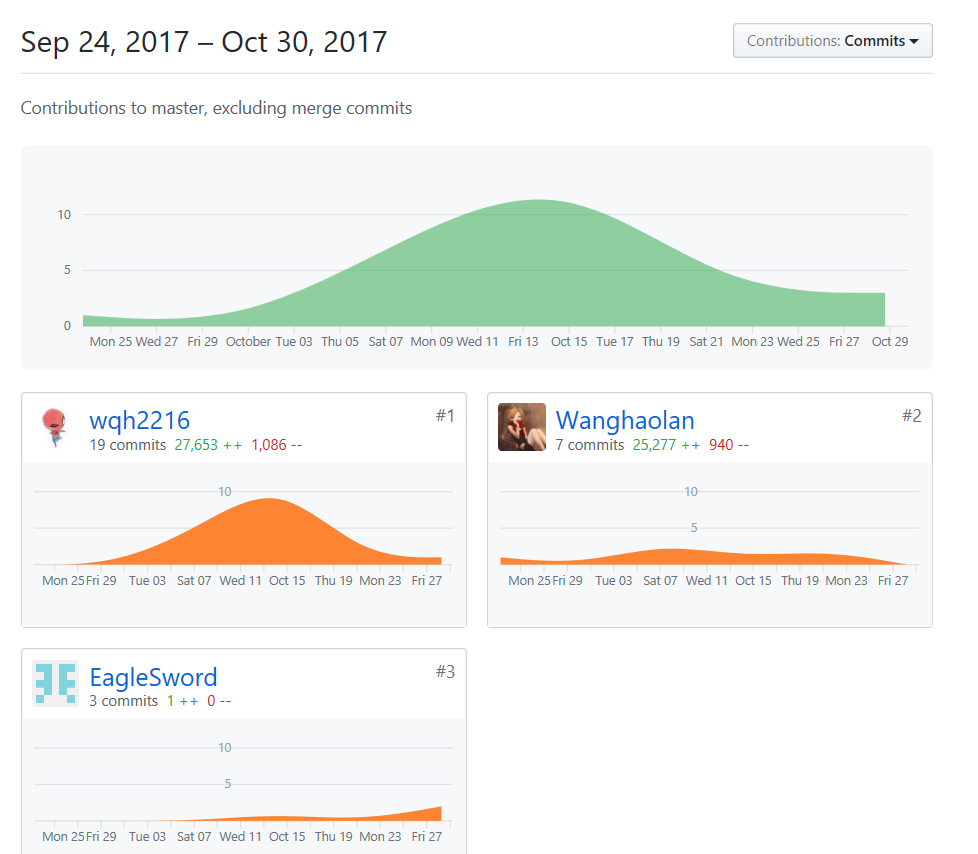 Sep 24, 2017 – Oct 30, 2017
Contributions: Commits
Contributions to master, excluding merge commits
10
5
0
Mon 25 Wed 27 Fri 29 October Tue 03 Thu 05 Sat 07 Mon 09 Wed 11 Fri 13 Oct 15 Tue 17 Thu 19 Sat 21 Mon 23 Wed 25 Fri 27 Oct 29
wqh2216 #1
19 commits 27,653 ++ 1,086 --
10
Mon 25 Fri 29 Tue 03 Sat 07 Wed 11 Oct 15 Thu 19 Mon 23 Fri 27
Wanghaolan #2
7 commits 25,277 ++ 940 --
10
5
Mon 25 Fri 29 Tue 03 Sat 07 Wed 11 Oct 15 Thu 19 Mon 23 Fri 27
EagleSword #3
3 commits 1 ++ 0 --
10
5
Mon 25 Fri 29 Tue 03 Sat 07 Wed 11 Oct 15 Thu 19 Mon 23 Fri 27